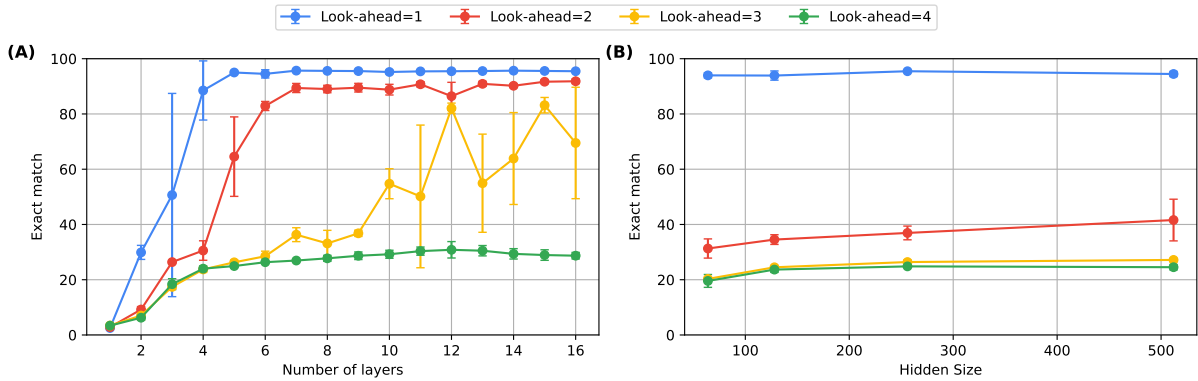 Look-ahead=1 Look-ahead=2 Look-ahead=3 Look-ahead=4
(A)
100
80
60
40
20
0
Exact match
2 4 6 8 10 12 14 16
Number of layers
(B)
100
80
60
40
20
0
Exact match
100 200 300 400 500
Hidden Size